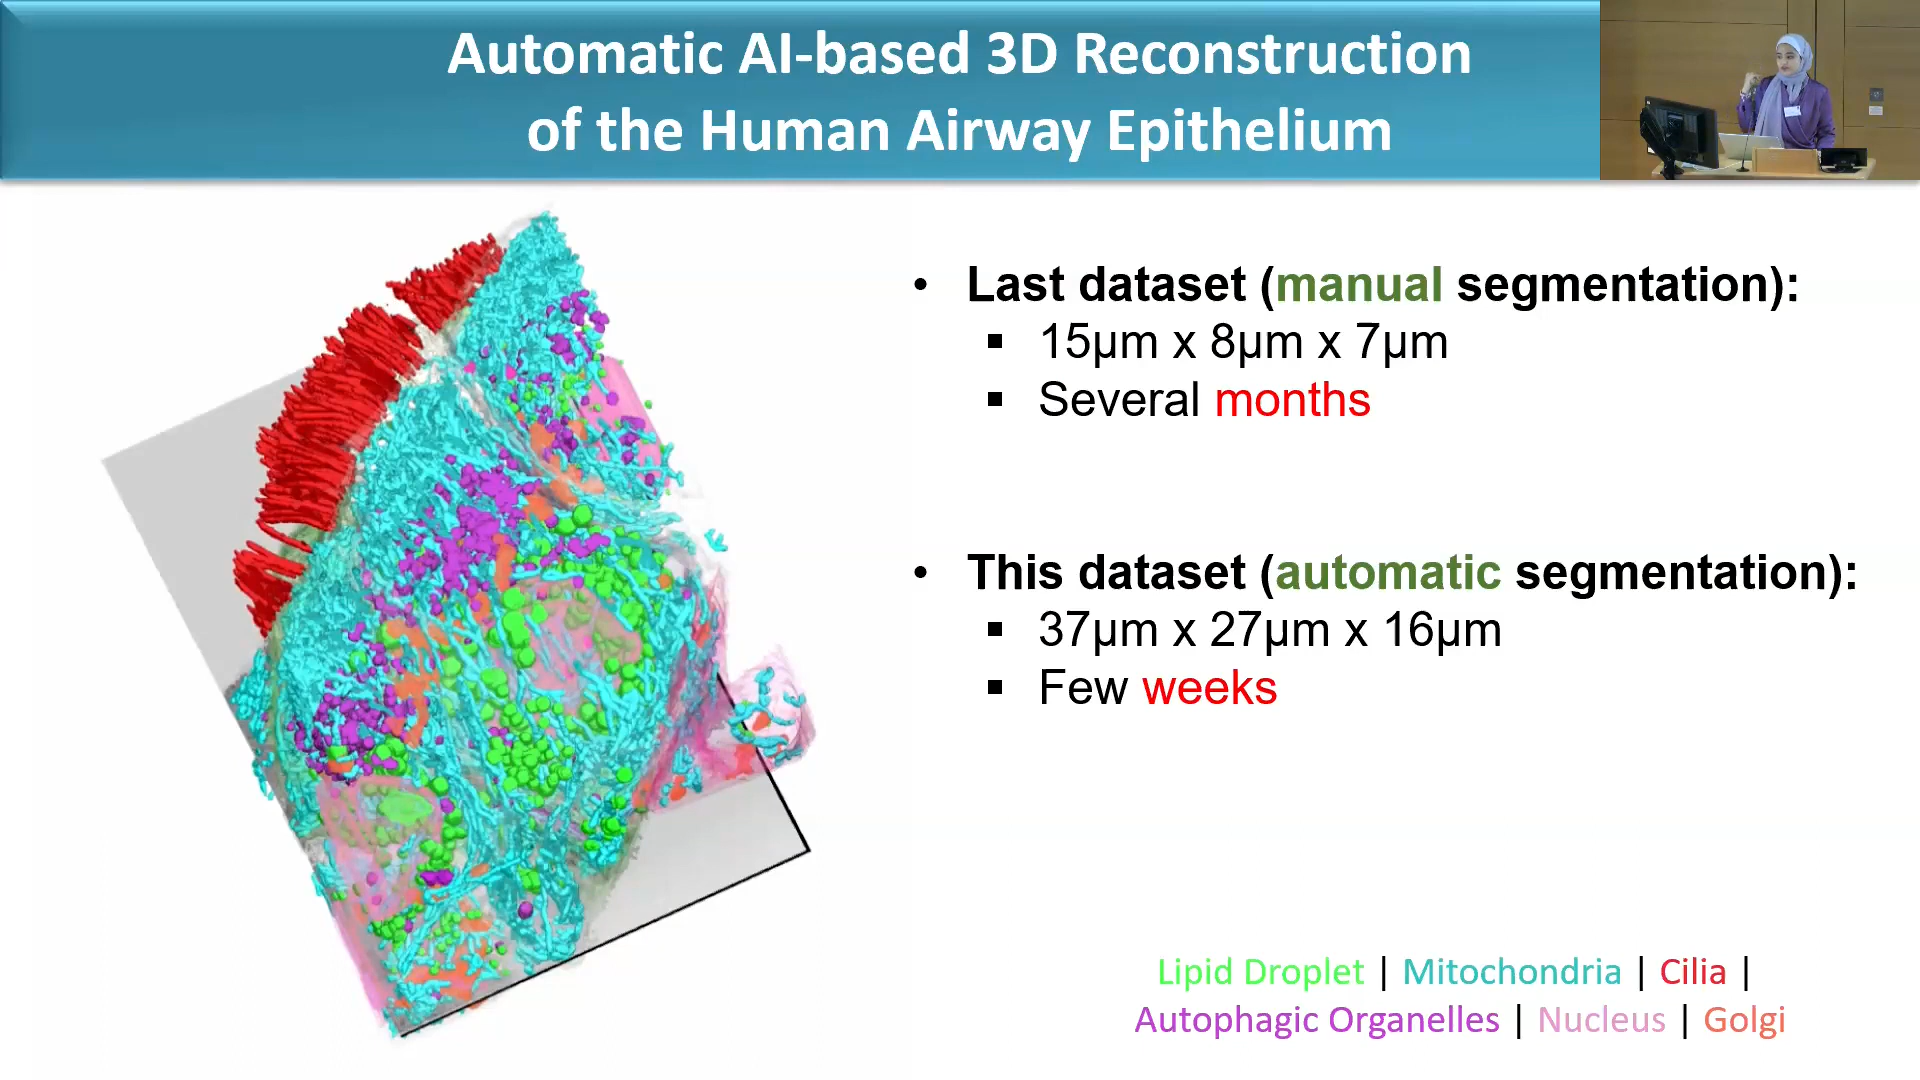 Automatic AI-based 3D Reconstruction
of the Human Airway Epithelium
• Last dataset (manual segmentation):
▪ 15µm x 8µm x 7µm
▪ Several months
• This dataset (automatic segmentation):
▪ 37µm x 27µm x 16µm
▪ Few weeks
Lipid Droplet | Mitochondria | Cilia |
Autophagic Organelles | Nucleus | Golgi